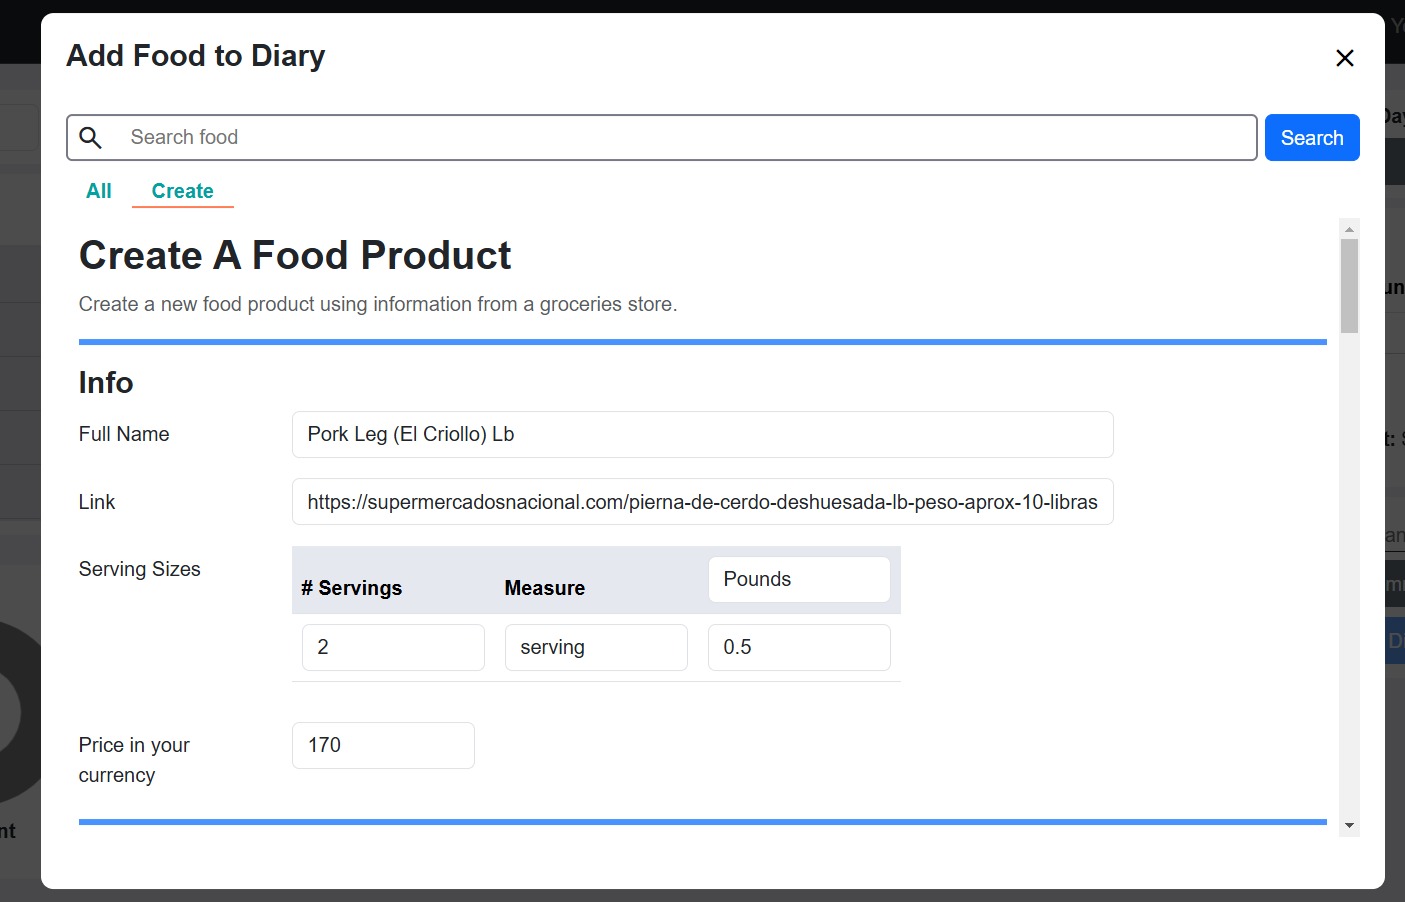 Add Food to Diary
Search food
Search
All
Create
Create A Food Product
Create a new food product using information from a groceries store.
Info
Full Name
Pork Leg (El Criollo) Lb
Link
https://supermercadosnacional.com/pierna-de-cerdo-deshuesada-lb-peso-aprox-10-libras
Serving Sizes
# Servings
Measure
Pounds
2
serving
0.5
Price in your
currency
170